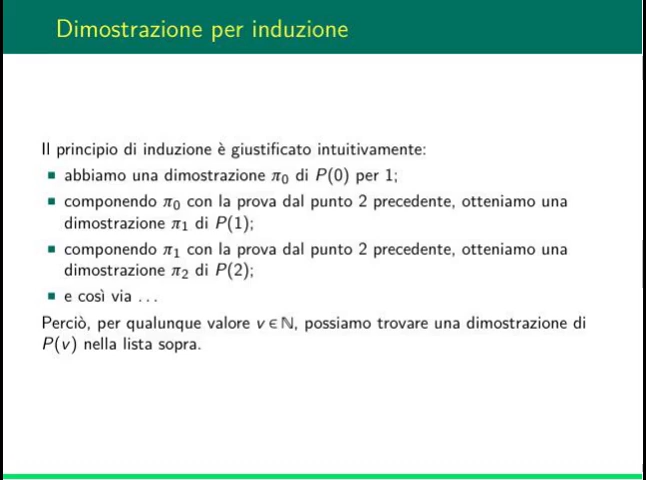 Dimostrazione per induzione
Il principio di induzione è giustificato intuitivamente:
▪ abbiamo una dimostrazione π₀ di P(0) per 1;
▪ componendo π₀ con la prova dal punto 2 precedente, otteniamo una
dimostrazione π₁ di P(1);
▪ componendo π₁ con la prova dal punto 2 precedente, otteniamo una
dimostrazione π₂ di P(2);
▪ e così via ...
Perciò, per qualunque valore v ∈ ℕ, possiamo trovare una dimostrazione di
P(v) nella lista sopra.